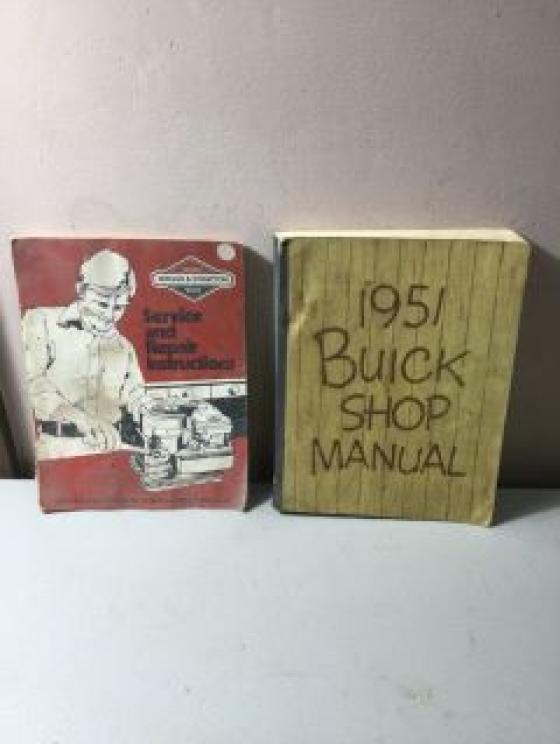 BRIGGS & STRATTON
Service
and
Repair
Instructions
1951
BUICK
SHOP
MANUAL